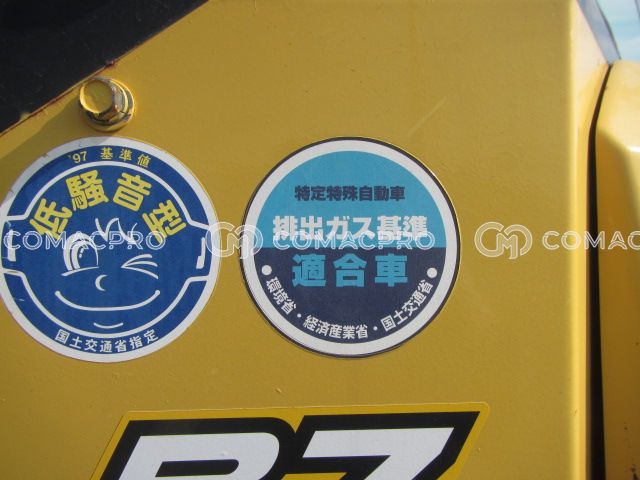 '97 基準値
低騒音型
国土交通省指定
特定特殊自動車
排出ガス基準
適合車
・環境省・経済産業省・国土交通省・
COMACPRO
COMACPRO
COMACPRO
B7